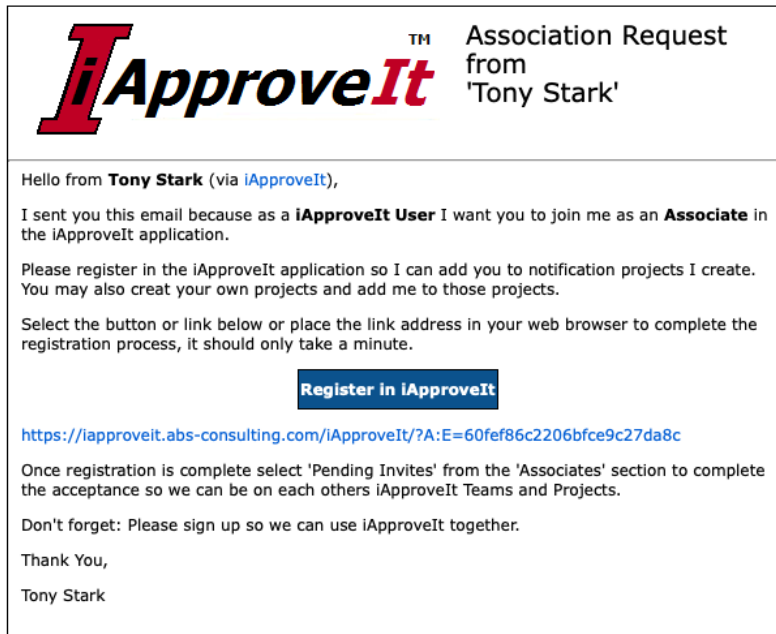 iApproveIt™
Association Request
from
'Tony Stark'
Hello from Tony Stark (via iApproveIt),
I sent you this email because as a iApproveIt User I want you to join me as an Associate in
the iApproveIt application.
Please register in the iApproveIt application so I can add you to notification projects I create.
You may also creat your own projects and add me to those projects.
Select the button or link below or place the link address in your web browser to complete the
registration process, it should only take a minute.
Register in iApproveIt
https://iapproveit.abs-consulting.com/iApproveIt/?A:E=60fef86c2206bfce9c27da8c
Once registration is complete select 'Pending Invites' from the 'Associates' section to complete
the acceptance so we can be on each others iApproveIt Teams and Projects.
Don't forget: Please sign up so we can use iApproveIt together.
Thank You,
Tony Stark